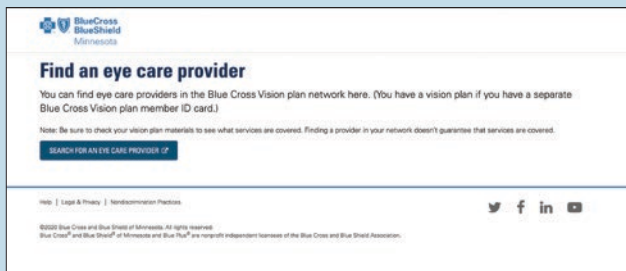 BlueCross
BlueShield
Minnesota
Find an eye care provider
You can find eye care providers in the Blue Cross Vision plan network here. (You have a vision plan if you have a separate
Blue Cross Vision plan member ID card.)
Note: Be sure to check your vision plan materials to see what services are covered. Finding a provider in your network doesn't guarantee that services are covered.
SEARCH FOR AN EYE CARE PROVIDER
Help | Legal & Privacy | Nondiscrimination Practices
©2020 Blue Cross and Blue Shield of Minnesota. All rights reserved.
Blue Cross® and Blue Shield® of Minnesota and Blue Plus® are nonprofit independent licensees of the Blue Cross and Blue Shield Association.